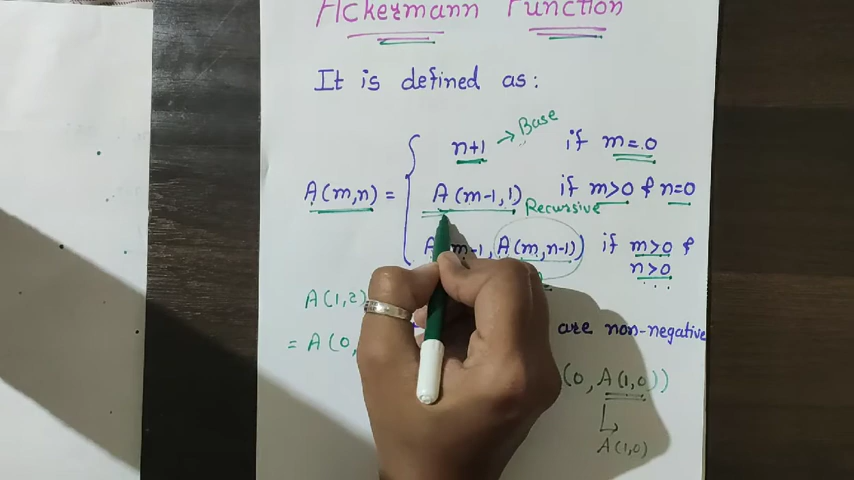 Ackermann Function
It is defined as:
n+1 → Base if m=0
A(m,n) = A(m-1,1) if m>0 & n=0
Recursive
A m-1, A(m,n-1)) if m>0 &
n>0
A(1,2)
are non-negative
= A(0,
(0, A(1,0))
A(1,0)